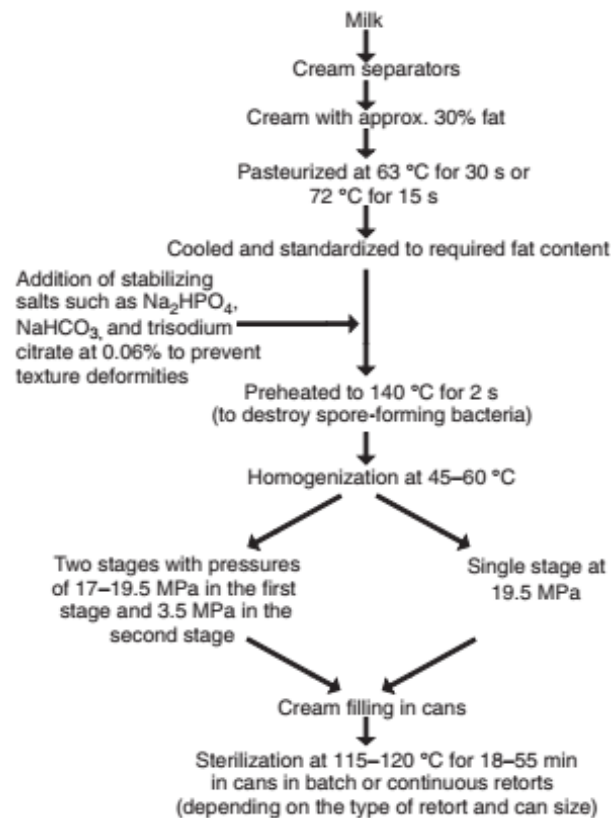 Milk
Cream separators
Cream with approx. 30% fat
Pasteurized at 63 °C for 30 s or
72 °C for 15 s
Cooled and standardized to required fat content
Addition of stabilizing
salts such as Na₂HPO₄,
NaHCO₃, and trisodium
citrate at 0.06% to prevent
texture deformities
Preheated to 140 °C for 2 s
(to destroy spore-forming bacteria)
Homogenization at 45–60 °C
Two stages with pressures
of 17–19.5 MPa in the first
stage and 3.5 MPa in the
second stage
Single stage at
19.5 MPa
Cream filling in cans
Sterilization at 115–120 °C for 18–55 min
in cans in batch or continuous retorts
(depending on the type of retort and can size)